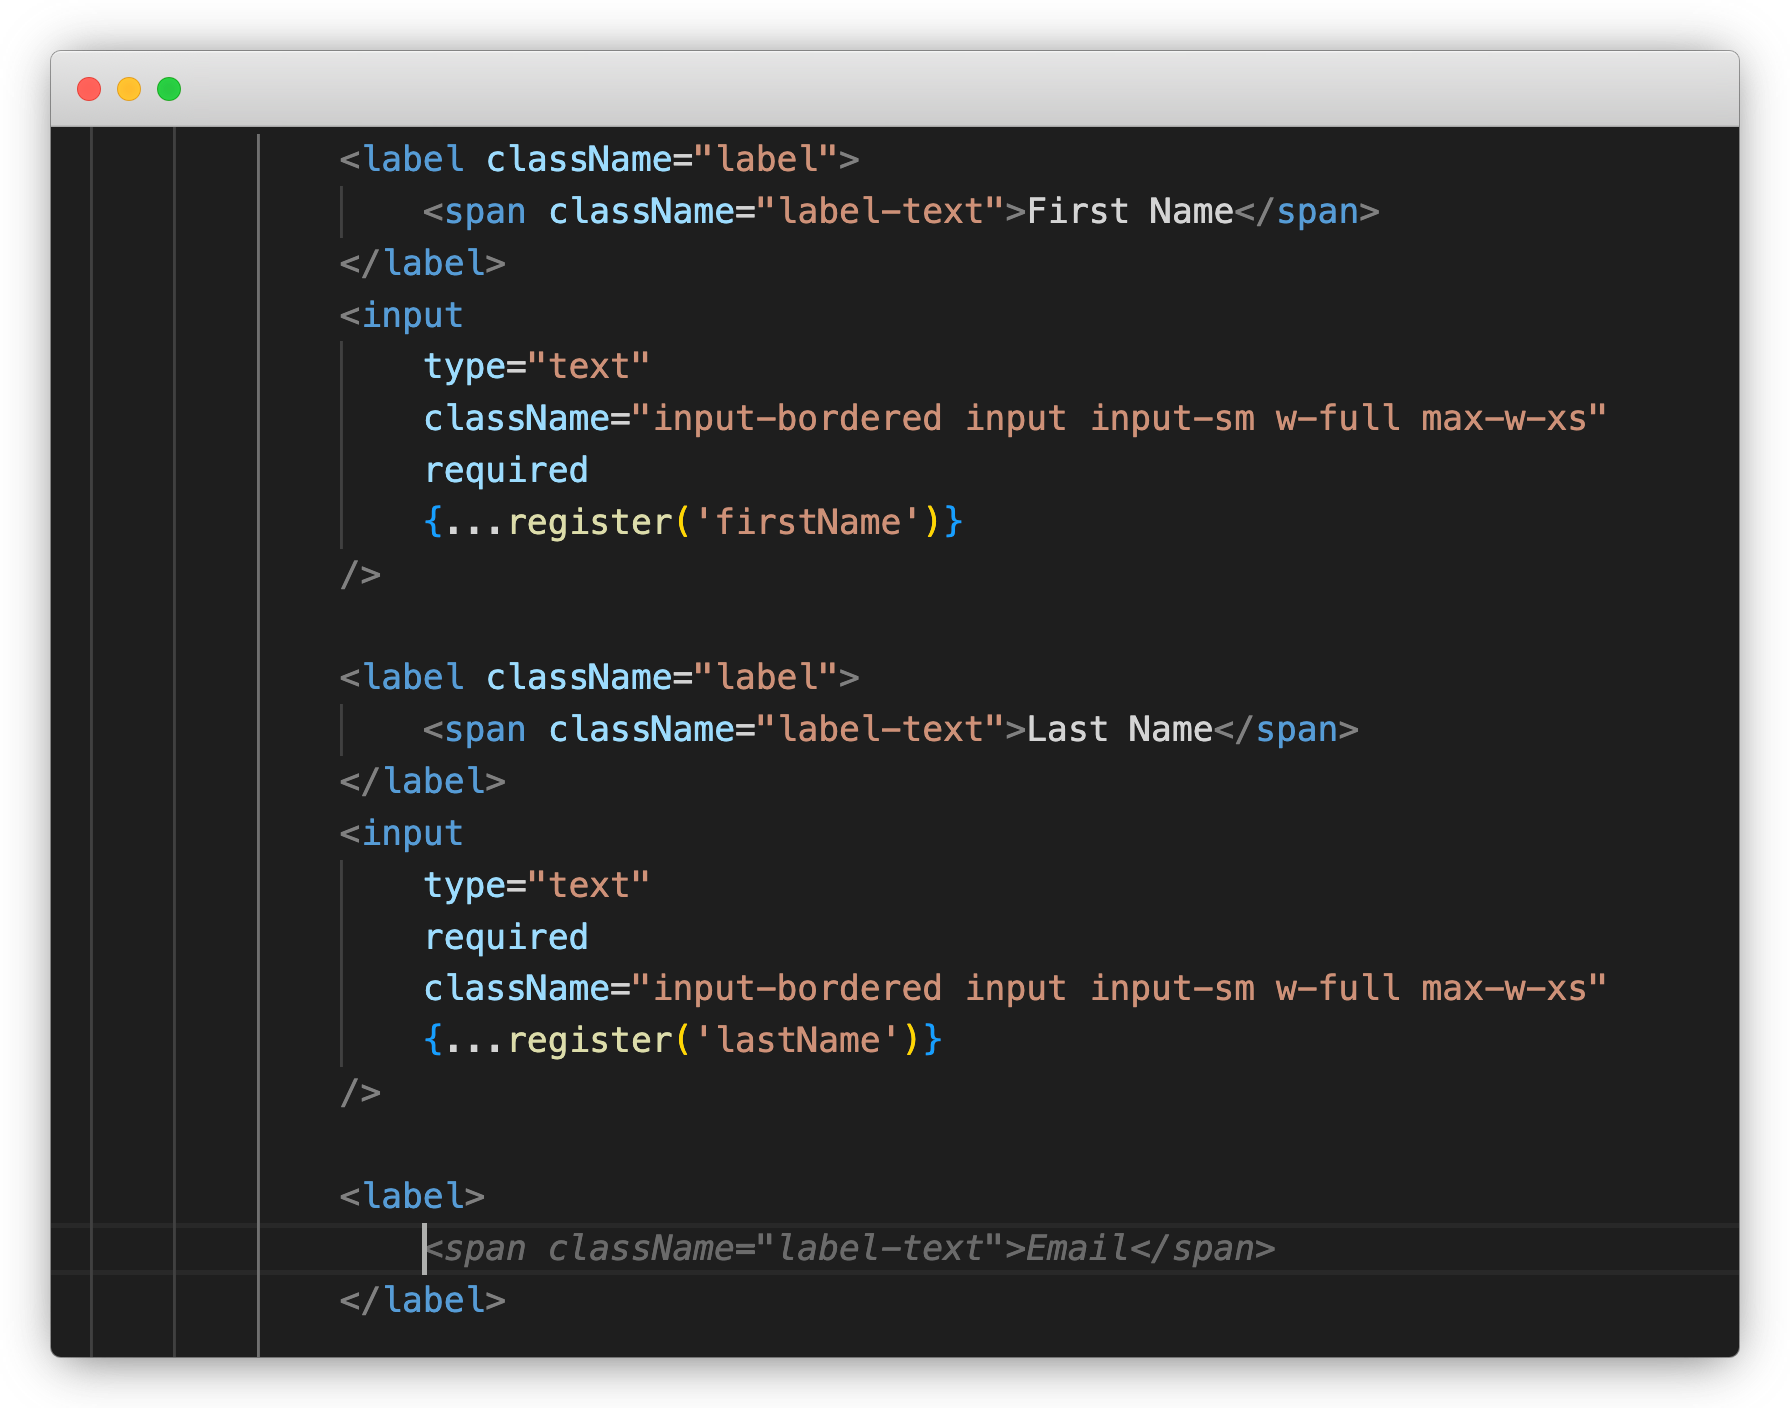 <label className="label">
<span className="label-text">First Name</span>
</label>
<input
type="text"
className="input-bordered input input-sm w-full max-w-xs"
required
{...register('firstName')}
/>
<label className="label">
<span className="label-text">Last Name</span>
</label>
<input
type="text"
required
className="input-bordered input input-sm w-full max-w-xs"
{...register('lastName')}
/>
<label>
<span className="label-text">Email</span>
</label>